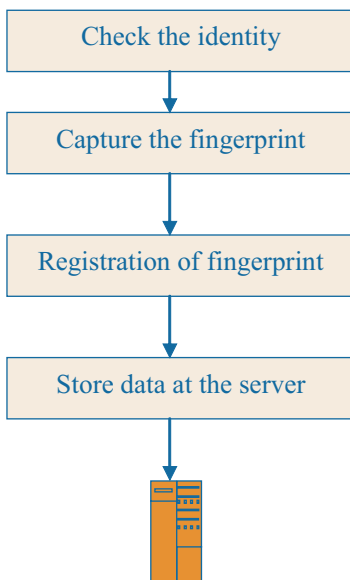 Check the identity
Capture the fingerprint
Registration of fingerprint
Store data at the server